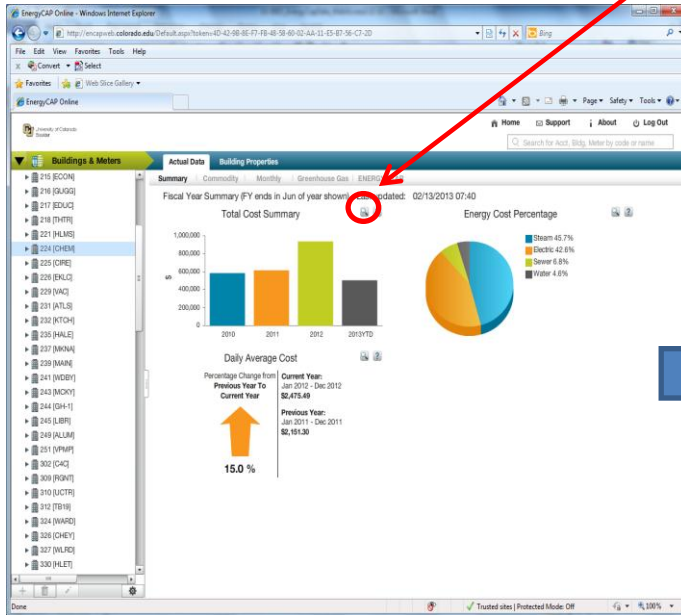 EnergyCAP Online - Windows Internet Explorer
http://encapweb.colorado.edu/Default.aspx?token=4D-42-9B-8E-F7-FB-48-58-60-02-AA-11-E5-B7-56-C7-2D Bing
File Edit View Favorites Tools Help
x Convert Select
Favorites Web Slice Gallery
EnergyCAP Online Page Safety Tools
University of Colorado
Boulder
Home Support About Log Out
Search for Acct, Bldg, Meter by code or name
Buildings & Meters
Actual Data Building Properties
Summary Commodity Monthly Greenhouse Gas
Fiscal Year Summary (FY ends in Jun of year shown) updated: 02/13/2013 07:40
215 [ECON]
216 [GUGG]
217 [EDUC]
218 [THTR]
221 [HLMS]
224 [CHEM]
225 [CIRE]
226 [EKLC]
229 [VAC]
231 [ATLS]
232 [KTCH]
235 [HALE]
237 [MKNA]
239 [MAIN]
241 [WDBY]
243 [MCKY]
244 [GH-1]
245 [LIBR]
249 [ALUM]
251 [VPMP]
302 [C4C]
309 [RGNT]
310 [UCTR]
312 [TB19]
324 [WARD]
326 [CHEY]
327 [WLRD]
330 [HLET]
Total Cost Summary
1,000,000
800,000
600,000
400,000
200,000
0
$
2010 2011 2012 2013YTD
Energy Cost Percentage
Steam 45.7%
Electric 42.6%
Sewer 6.8%
Water 4.6%
Daily Average Cost
Percentage Change from
Previous Year To
Current Year
15.0 %
Current Year:
Jan 2012 - Dec 2012
$2,475.49
Previous Year:
Jan 2011 - Dec 2011
$2,151.30
Done Trusted sites | Protected Mode: Off 100%